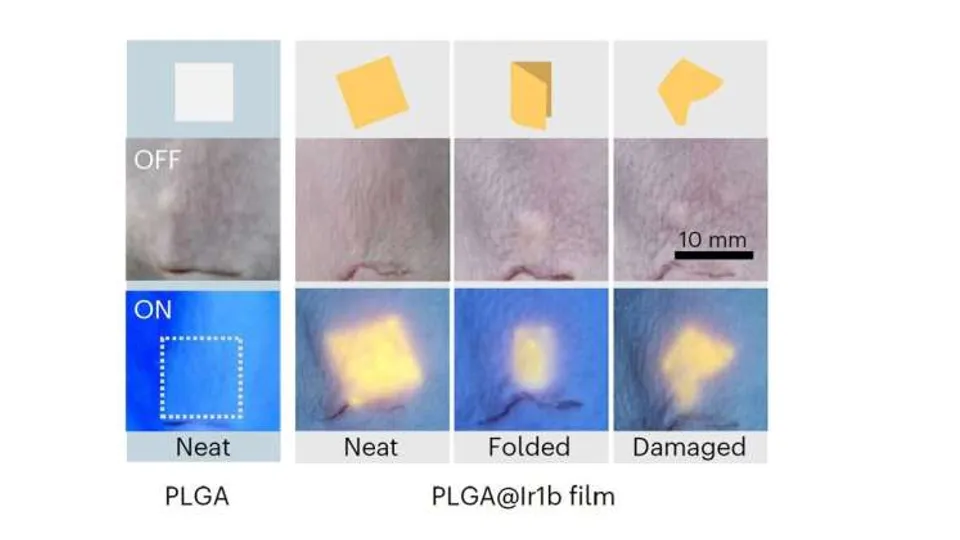 OFF
10 mm
ON
Neat
Neat
Folded
Damaged
PLGA
PLGA@Ir1b film